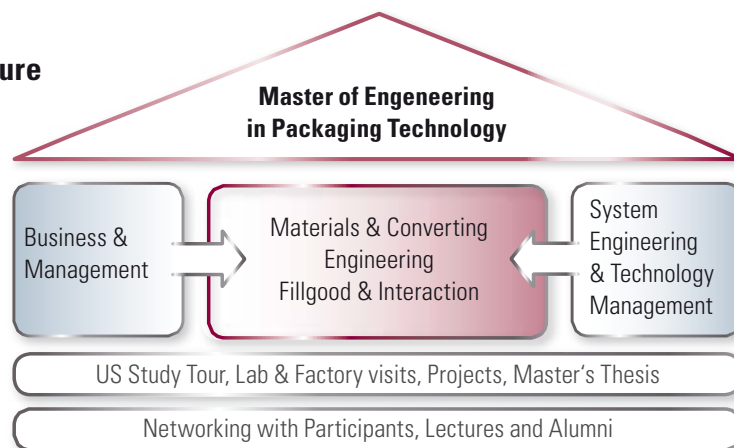 ure
Master of Engeneering
in Packaging Technology
Business &
Management
Materials & Converting
Engineering
Fillgood & Interaction
System
Engineering
& Technology
Management
US Study Tour, Lab & Factory visits, Projects, Master‘s Thesis
Networking with Participants, Lectures and Alumni